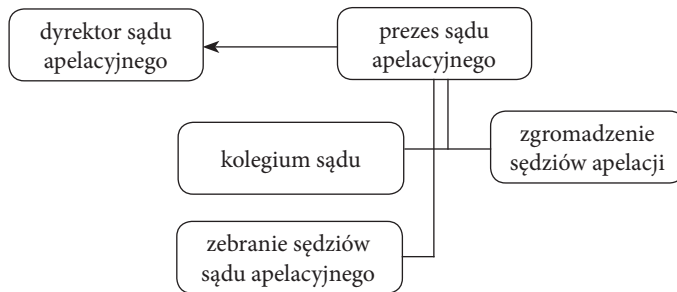 dyrektor sądu
apelacyjnego
prezes sądu
apelacyjnego
kolegium sądu
zgromadzenie
sędziów apelacji
zebranie sędziów
sądu apelacyjnego